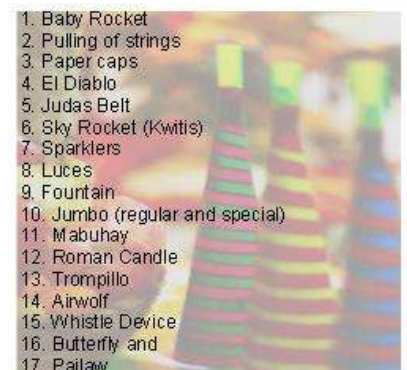 1. Baby Rocket
2. Pulling of strings
3. Paper caps
4. El Diablo
5. Judas Belt
6. Sky Rocket (Kwitis)
7. Sparklers
8. Luces
9. Fountain
10. Jumbo (regular and special)
11. Mabuhay
12. Roman Candle
13. Trompillo
14. Airwolf
15. Whistle Device
16. Butterfly and
17. Pailaw